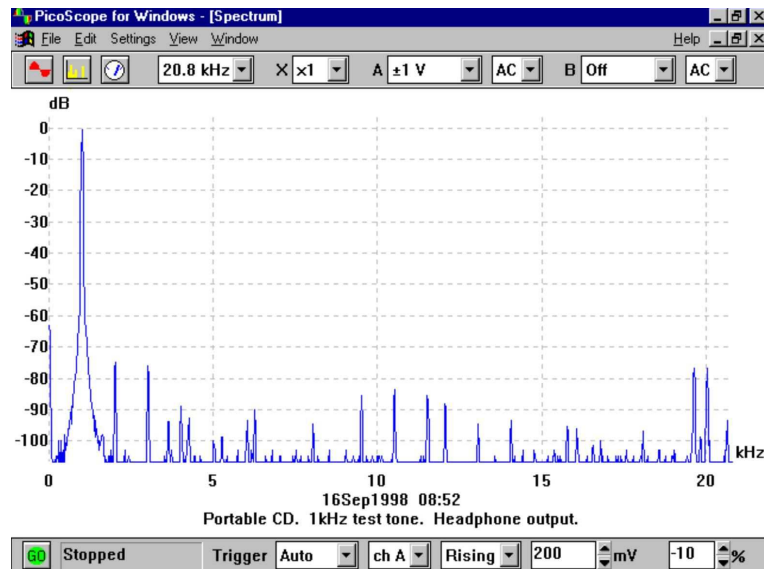 PicoScope for Windows - [Spectrum]
File Edit Settings View Window Help
20.8 kHz X ×1 A ±1 V AC B Off AC
dB
0
-10
-20
-30
-40
-50
-60
-70
-80
-90
-100
kHz
0 5 10 15 20
16Sep1998 08:52
Portable CD. 1kHz test tone. Headphone output.
GO Stopped Trigger Auto ch A Rising 200 mV -10 %